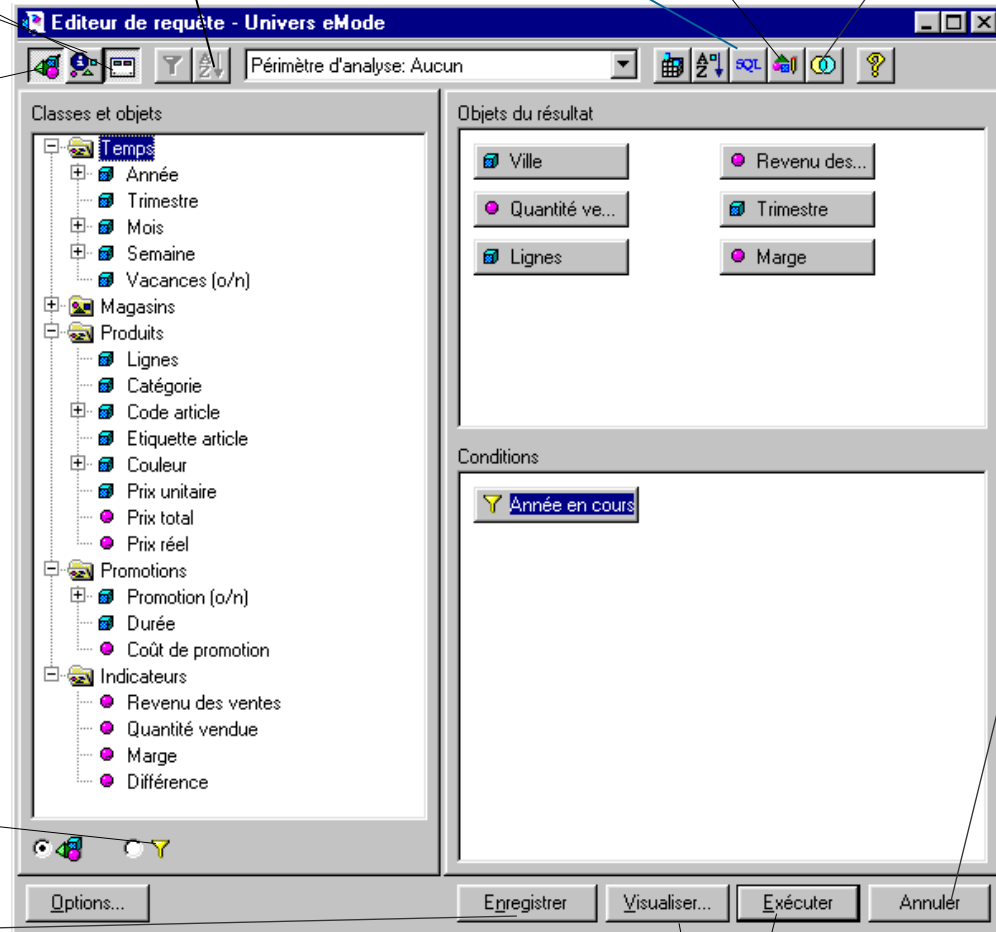 Editeur de requête - Univers eMode
Périmètre d'analyse: Aucun
SQL
Classes et objets
Temps
Année
Trimestre
Mois
Semaine
Vacances (o/n)
Magasins
Produits
Lignes
Catégorie
Code article
Etiquette article
Couleur
Prix unitaire
Prix total
Prix réel
Promotions
Promotion (o/n)
Durée
Coût de promotion
Indicateurs
Revenu des ventes
Quantité vendue
Marge
Différence
Objets du résultat
Ville
Revenu des...
Quantité ve...
Trimestre
Lignes
Marge
Conditions
Année en cours
Options...
Enregistrer
Visualiser...
Exécuter
Annuler